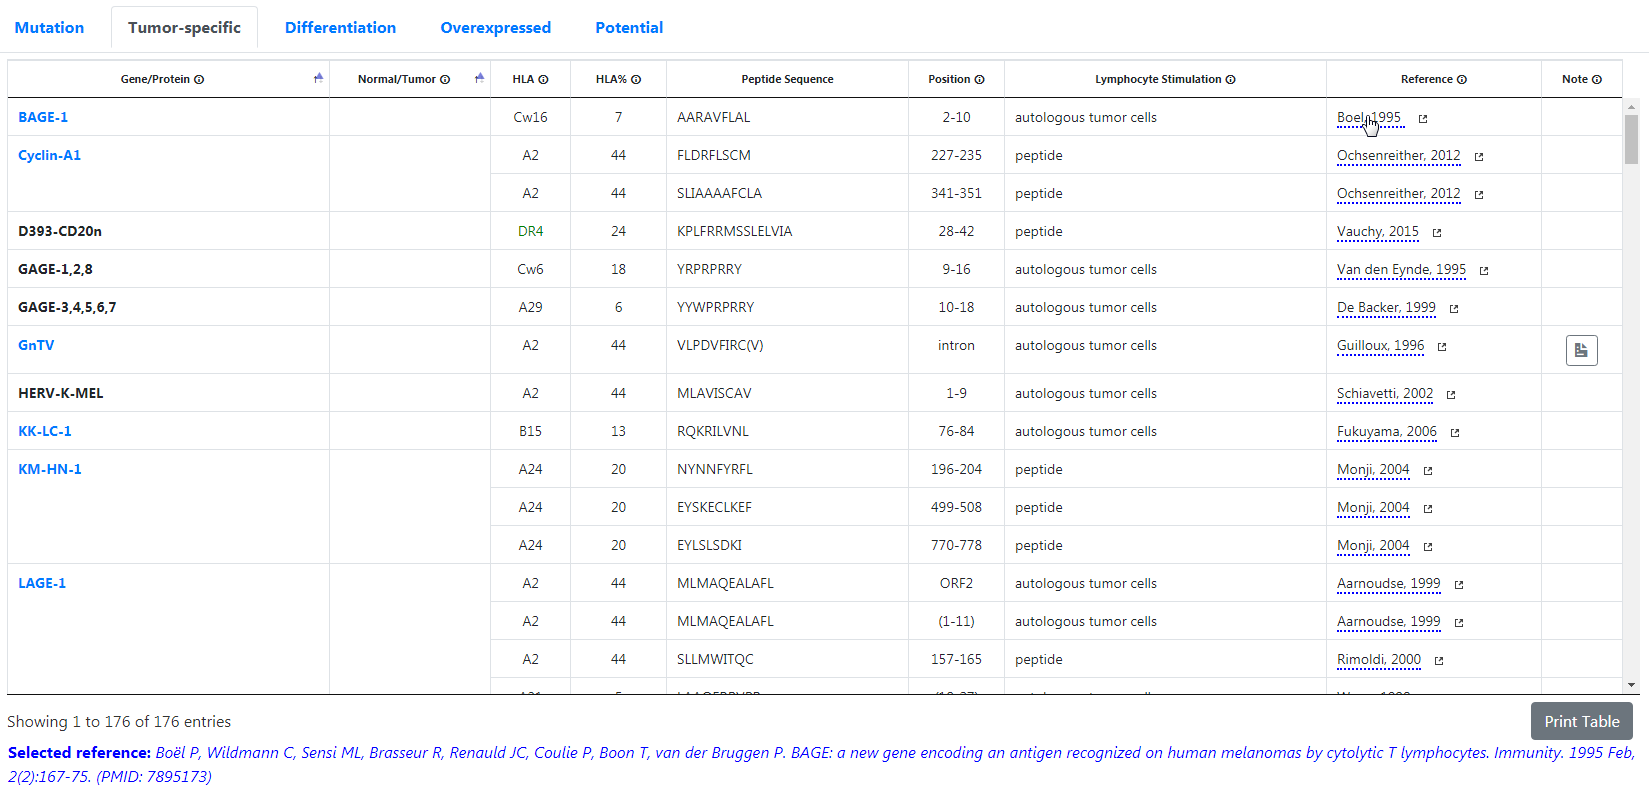 Mutation Tumor-specific Differentiation Overexpressed Potential
Gene/Protein Normal/Tumor HLA HLA% Peptide Sequence Position Lymphocyte Stimulation Reference Note
BAGE-1 Cw16 7 AARAVFLAL 2-10 autologous tumor cells Boel, 1995
Cyclin-A1 A2 44 FLDRFLSCM 227-235 peptide Ochsenreither, 2012
A2 44 SLIAAAAFCLA 341-351 peptide Ochsenreither, 2012
D393-CD20n DR4 24 KPLFRRMSSLELVIA 28-42 peptide Vauchy, 2015
GAGE-1,2,8 Cw6 18 YRPRPRRY 9-16 autologous tumor cells Van den Eynde, 1995
GAGE-3,4,5,6,7 A29 6 YYWPRPRRY 10-18 autologous tumor cells De Backer, 1999
GnTV A2 44 VLPDVFIRC(V) intron autologous tumor cells Guilloux, 1996
HERV-K-MEL A2 44 MLAVISCAV 1-9 autologous tumor cells Schiavetti, 2002
KK-LC-1 B15 13 RQKRILVNL 76-84 autologous tumor cells Fukuyama, 2006
KM-HN-1 A24 20 NYNNFYRFL 196-204 peptide Monji, 2004
A24 20 EYSKECLKEF 499-508 peptide Monji, 2004
A24 20 EYLSLSDKI 770-778 peptide Monji, 2004
LAGE-1 A2 44 MLMAQEALAFL ORF2 autologous tumor cells Aarnoudse, 1999
A2 44 MLMAQEALAFL (1-11) autologous tumor cells Aarnoudse, 1999
A2 44 SLLMWITQC 157-165 peptide Rimoldi, 2000
Showing 1 to 176 of 176 entries Print Table
Selected reference: Boël P, Wildmann C, Sensi ML, Brasseur R, Renauld JC, Coulie P, Boon T, van der Bruggen P. BAGE: a new gene encoding an antigen recognized on human melanomas by cytolytic T lymphocytes. Immunity. 1995 Feb,
2(2):167-75. (PMID: 7895173)